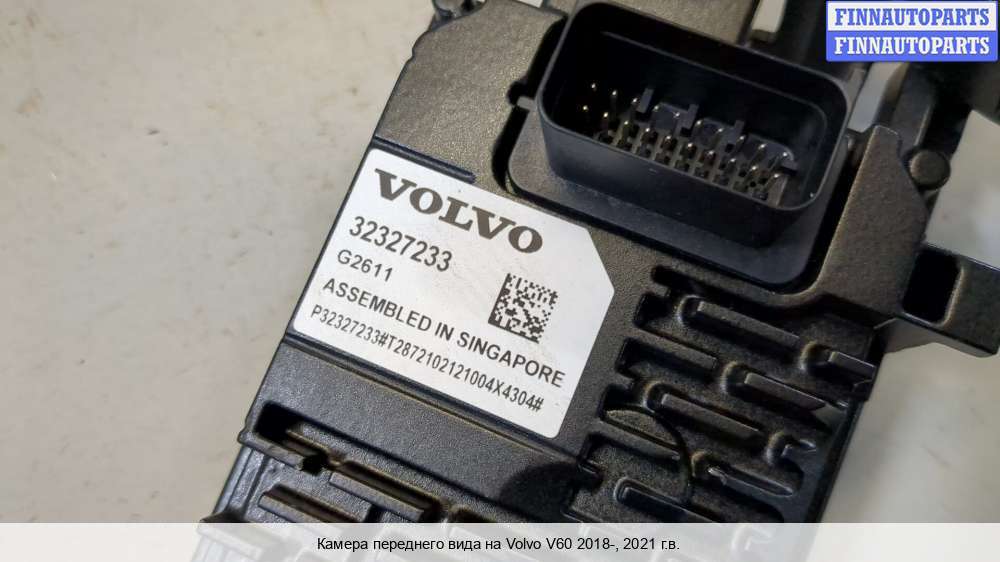 FINNAUTOPARTS
FINNAUTOPARTS
VOLVO
32327233
G2611
ASSEMBLED IN SINGAPORE
P32327233#T2872102121004X4304#
Камера переднего вида на Volvo V60 2018-, 2021 г.в.